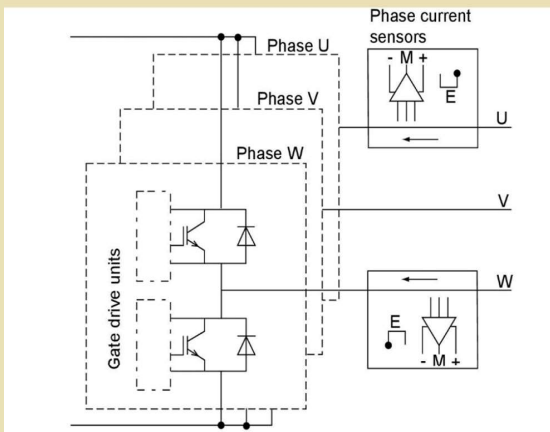 Phase current
sensors
Phase U
- M +
E
U
Phase V
V
Phase W
W
Gate drive units
E
- M +